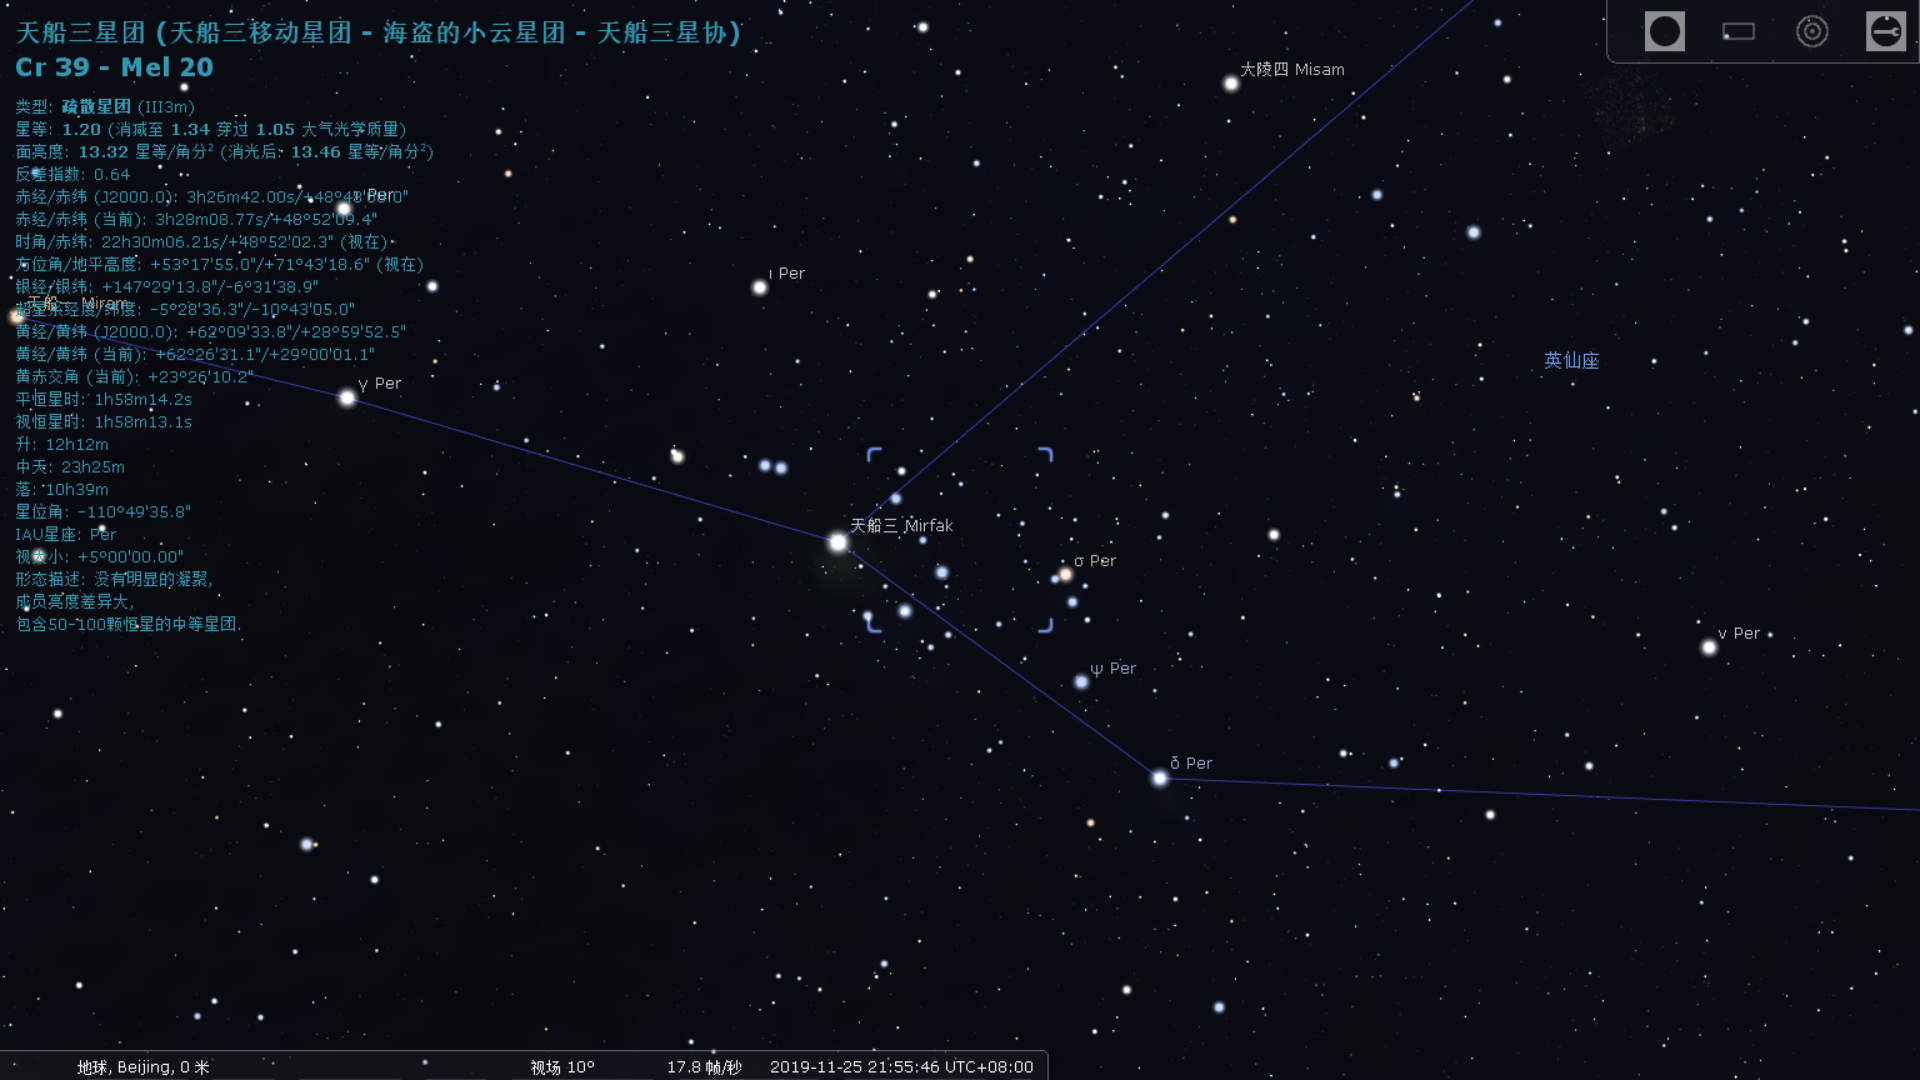 天船三星团 (天船三移动星团 - 海盗的小云星团 - 天船三星协)
Cr 39 - Mel 20
类型: 疏散星团 (III3m)
星等: 1.20 (消减至 1.34 穿过 1.05 大气光学质量)
面亮度: 13.32 星等/角分² (消光后: 13.46 星等/角分²)
反差指数: 0.64
赤经/赤纬 (J2000.0): 3h26m42.00s/
赤经/赤纬 (当前): 3h28m08.77s/+48°52'09.4"
时角/赤纬: 22h30m06.21s/+48°52'02.3" (视在)
方位角/地平高度: +53°17'55.0"/+71°43'18.6" (视在)
银经/银纬: +147°29'13.8"/-6°31'38.9"
超星系经度/纬度: -5°28'36.3"/-10°43'05.0"
黄经/黄纬 (J2000.0): +62°09'33.8"/+28°59'52.5"
黄经/黄纬 (当前): +62°26'31.1"/+29°00'01.1"
黄赤交角 (当前): +23°26'10.2"
平恒星时: 1h58m14.2s
视恒星时: 1h58m13.1s
升: 12h12m
中天: 23h25m
落: 10h39m
星位角: -110°49'35.8"
IAU星座: Per
视大小: +5°00'00.00"
形态描述: 没有明显的凝聚,
成员亮度差异大,
包含50-100颗恒星的中等星团.
大陵四 Misam
Per
ι Per
Miram
γ Per
英仙座
天船三 Mirfak
σ Per
ν Per
ψ Per
δ Per
地球, Beijing, 0 米
视场 10°
17.8 帧/秒
2019-11-25 21:55:46 UTC+08:00